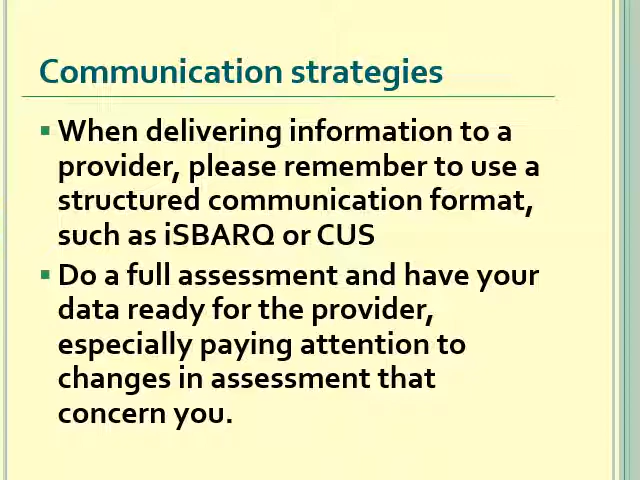 Communication strategies
When delivering information to a
provider, please remember to use a
structured communication format,
such as iSBARQ or CUS
Do a full assessment and have your
data ready for the provider,
especially paying attention to
changes in assessment that
concern you.